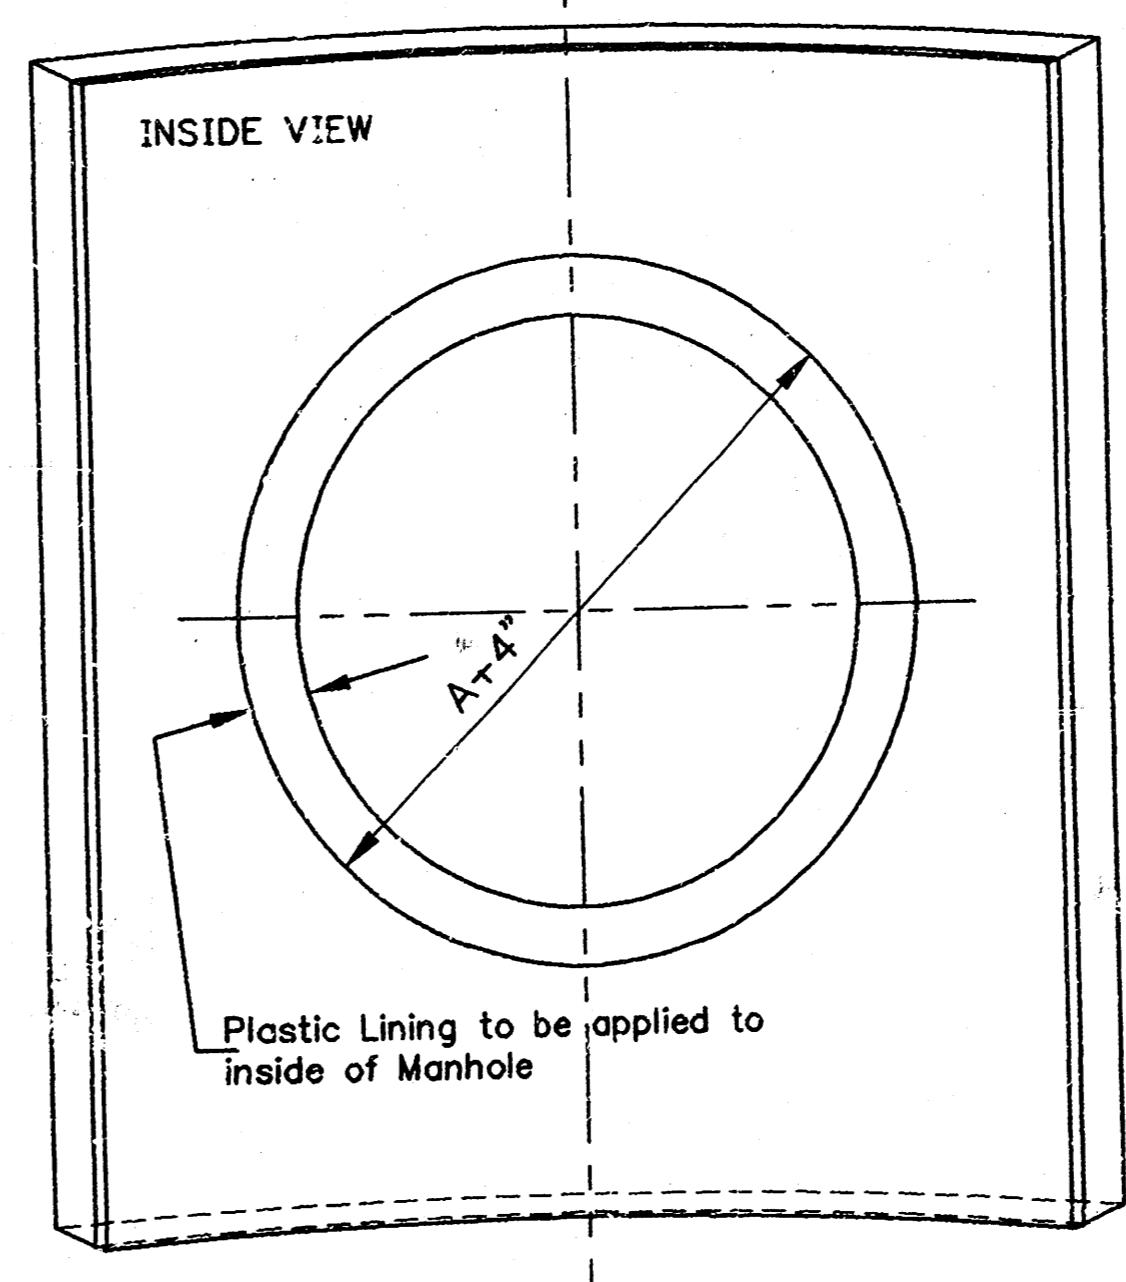 INSIDE VIEW
A+4"
Plastic Lining to be applied to
inside of Manhole